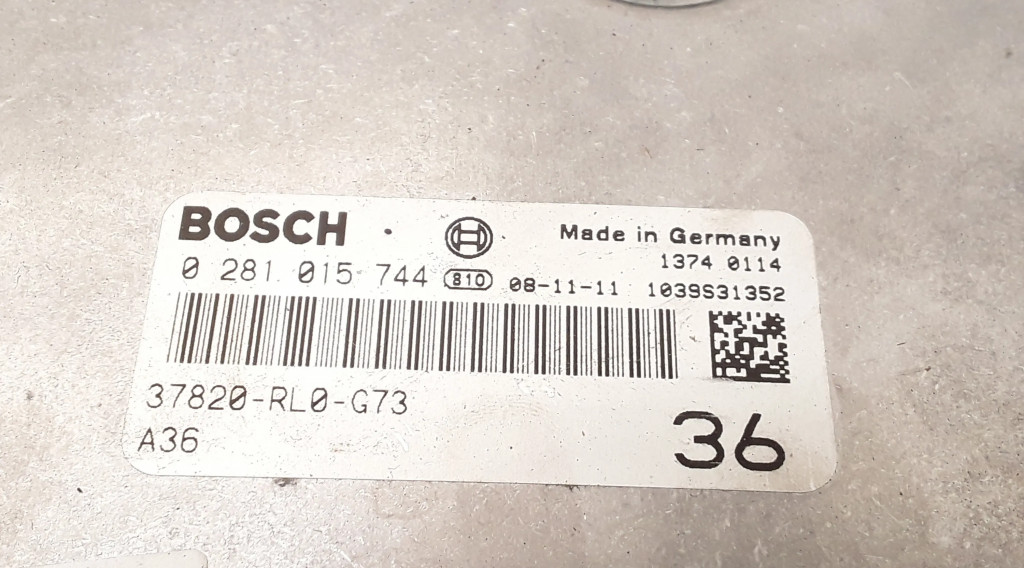 BOSCH Made in Germany
1374 0114
0 281 015 744 810 08-11-11 1039S31352
37820-RL0-G73
A36
36